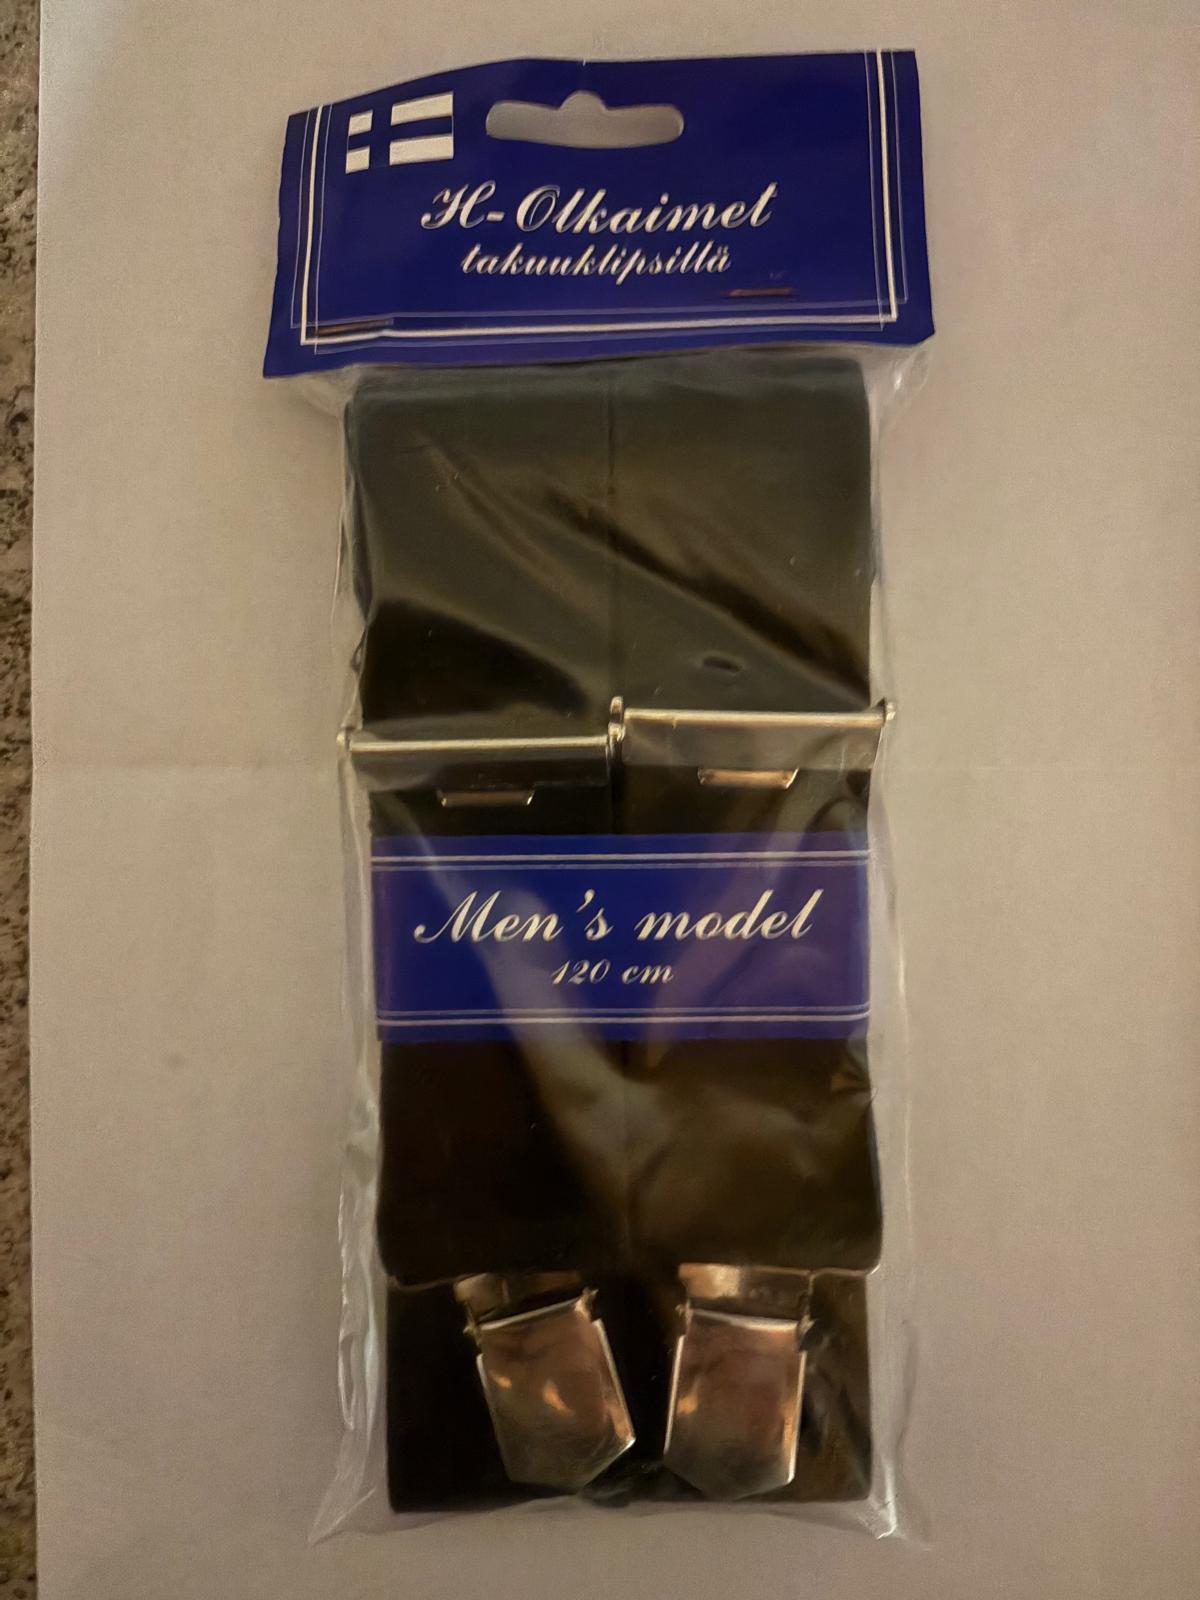 H-Olkaimet
takuuklipsillä
Men's model
120 cm